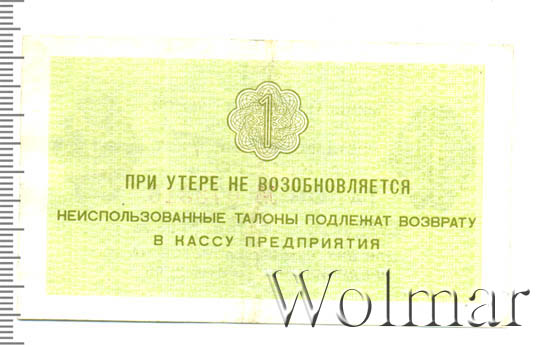 1
ПРИ УТЕРЕ НЕ ВОЗОБНОВЛЯЕТСЯ
НЕИСПОЛЬЗОВАННЫЕ ТАЛОНЫ ПОДЛЕЖАТ ВОЗВРАТУ
В КАССУ ПРЕДПРИЯТИЯ
Wolmar